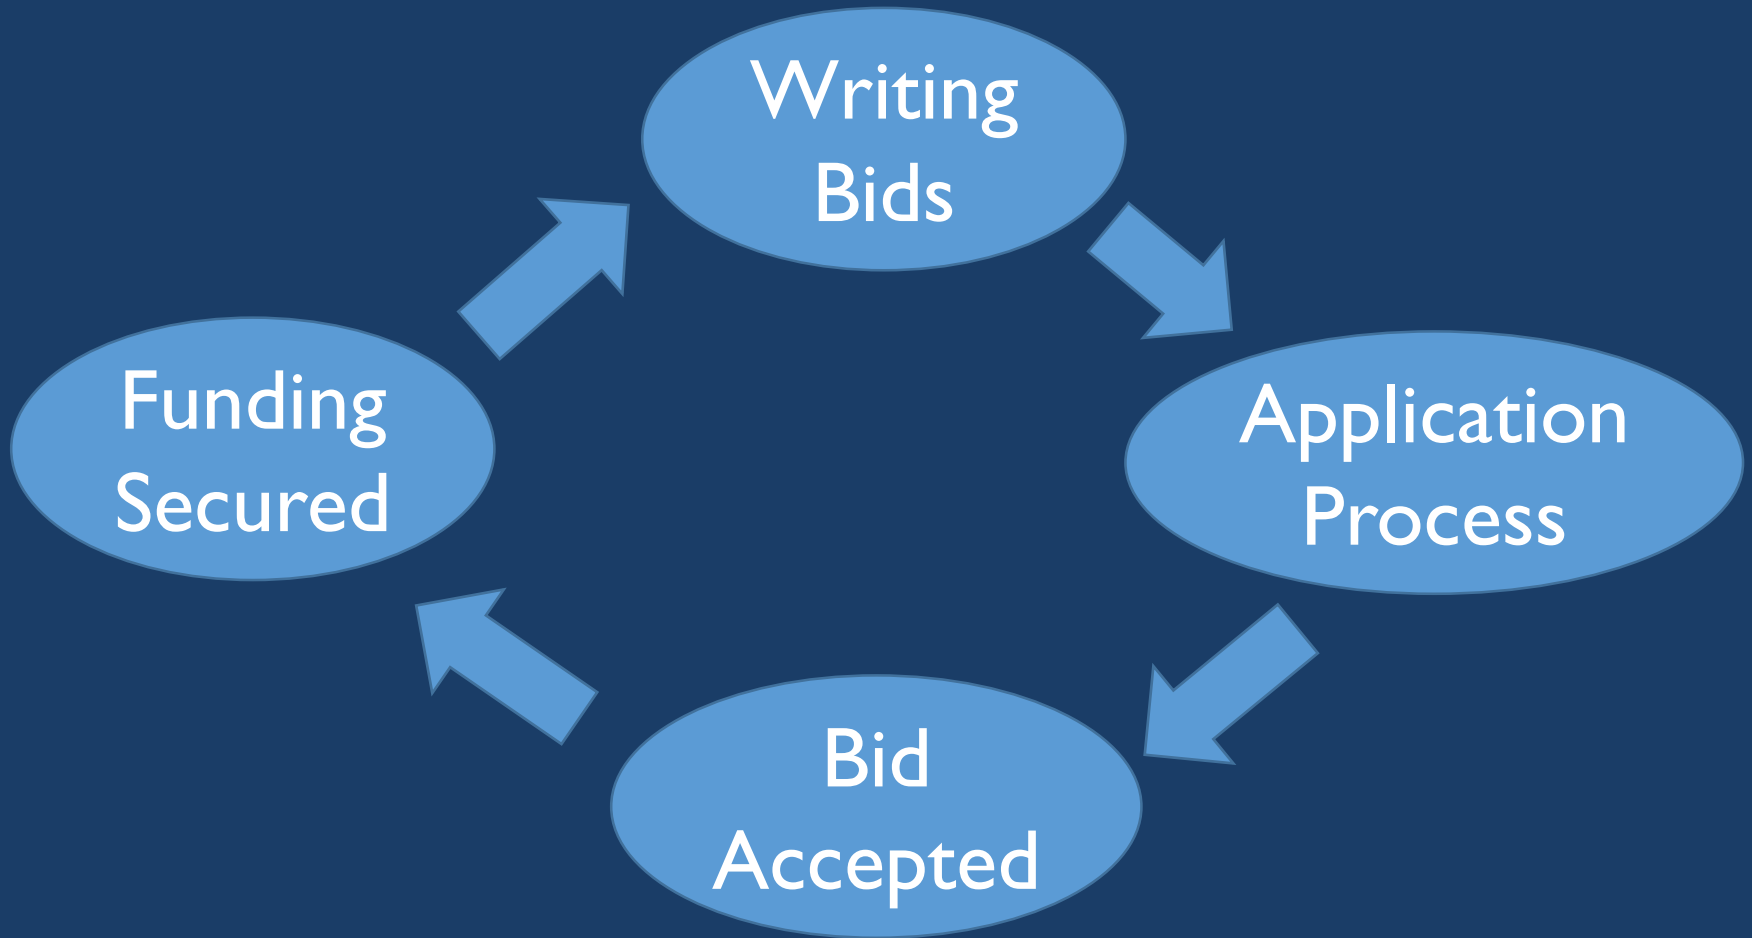 Writing
Bids
Application
Process
Bid
Accepted
Funding
Secured